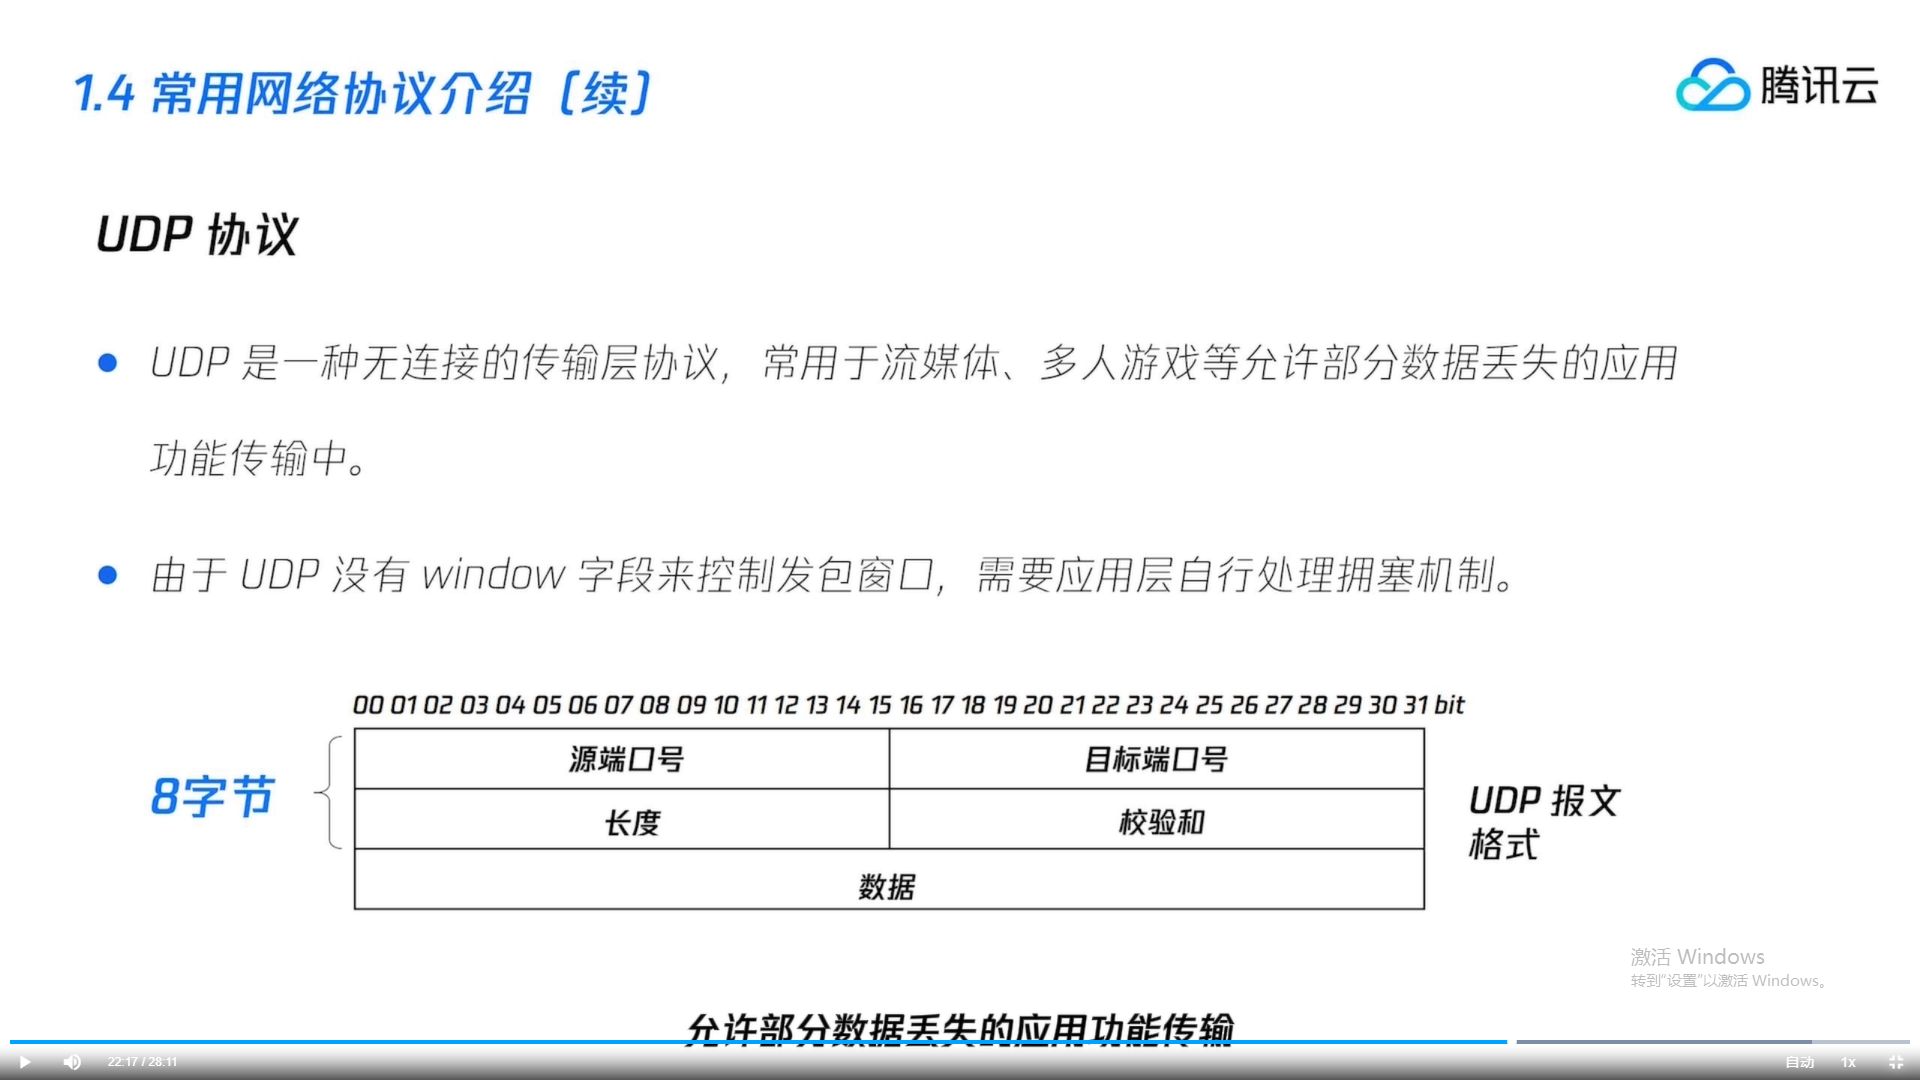 1.4 常用网络协议介绍（续）
腾讯云
UDP 协议
UDP 是一种无连接的传输层协议，常用于流媒体、多人游戏等允许部分数据丢失的应用
功能传输中。
由于 UDP 没有 window 字段来控制发包窗口，需要应用层自行处理拥塞机制。
00 01 02 03 04 05 06 07 08 09 10 11 12 13 14 15 16 17 18 19 20 21 22 23 24 25 26 27 28 29 30 31 bit
源端口号 目标端口号
8字节
长度 校验和
UDP 报文
格式
数据
激活 Windows
转到“设置”以激活 Windows。
允许部分数据丢失的应用功能传输
22:17 / 28:11
自动 1x